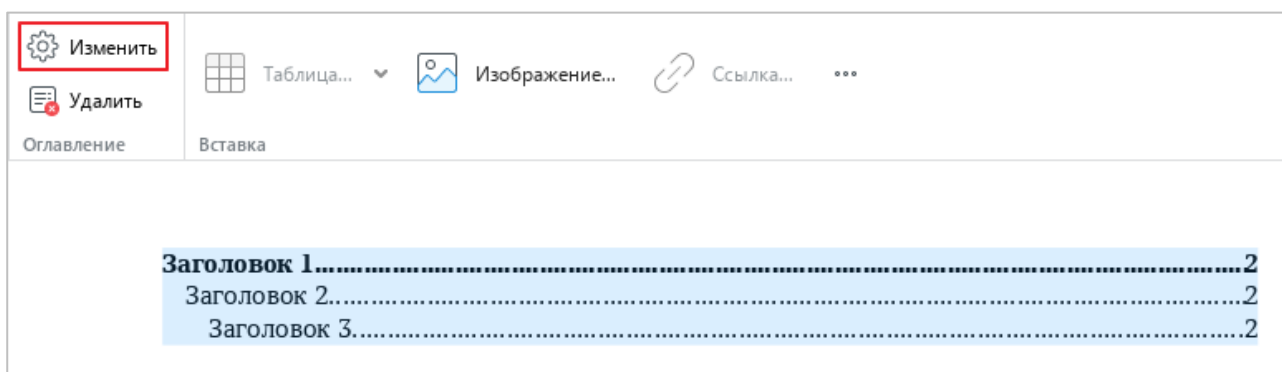 Изменить
Удалить
Оглавление
Таблица...
Изображение...
Ссылка...
Вставка
Заголовок 1........................................................................................................................2
Заголовок 2........................................................................................................................2
Заголовок 3........................................................................................................................2